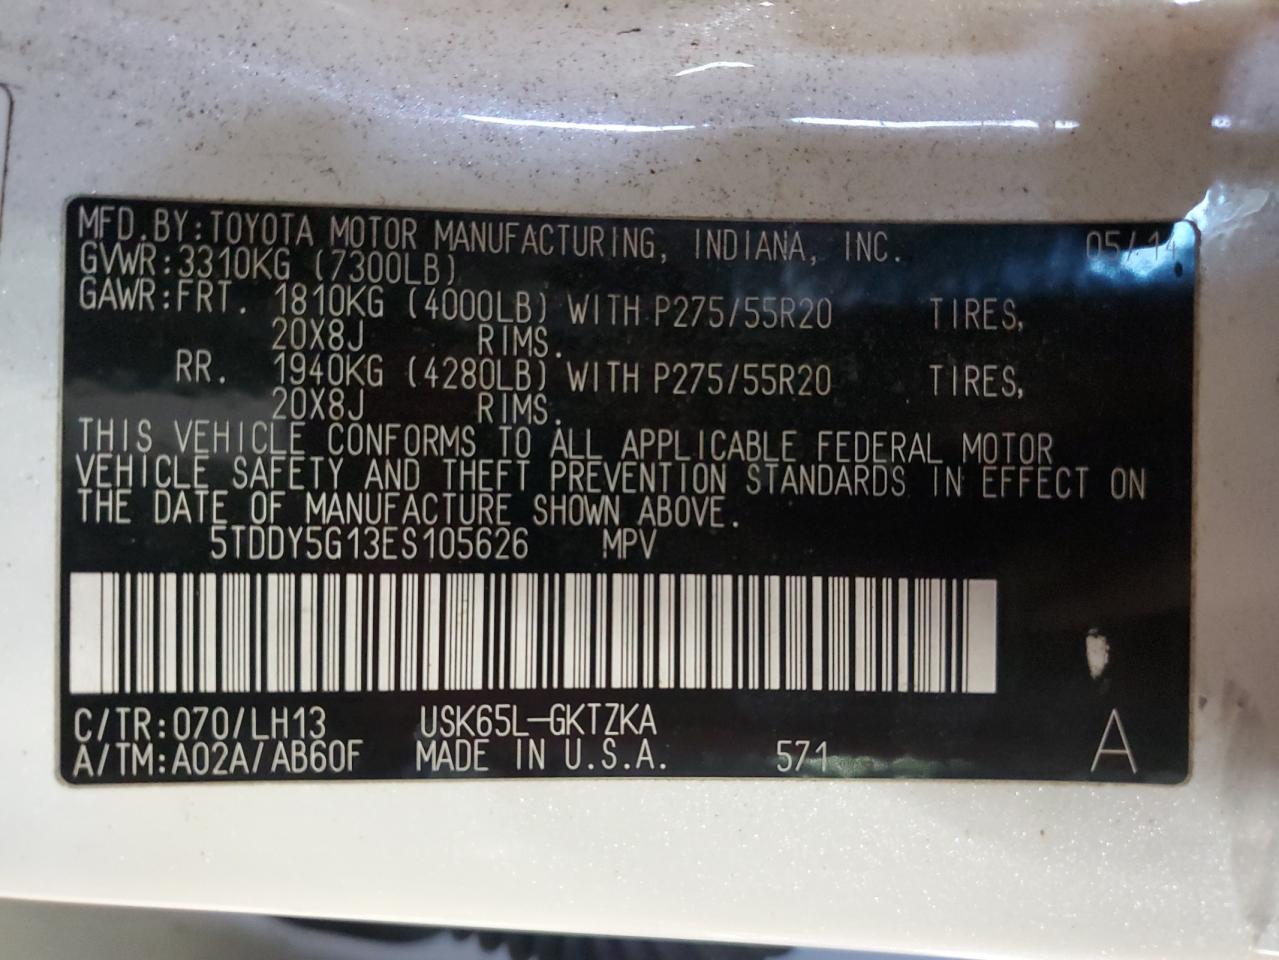 MFD.BY:TOYOTA MOTOR MANUFACTURING, INDIANA, INC. 05/14
GVWR:3310KG (7300LB)
GAWR:FRT. 1810KG (4000LB) WITH P275/55R20 TIRES,
20X8J RIMS.
RR. 1940KG (4280LB) WITH P275/55R20 TIRES,
20X8J RIMS.
THIS VEHICLE CONFORMS TO ALL APPLICABLE FEDERAL MOTOR
VEHICLE SAFETY AND THEFT PREVENTION STANDARDS IN EFFECT ON
THE DATE OF MANUFACTURE SHOWN ABOVE.
5TDDY5G13ES105626 MPV
C/TR:070/LH13 USK65L-GKTZKA
A/TM:A02A/AB60F MADE IN U.S.A. 571 A